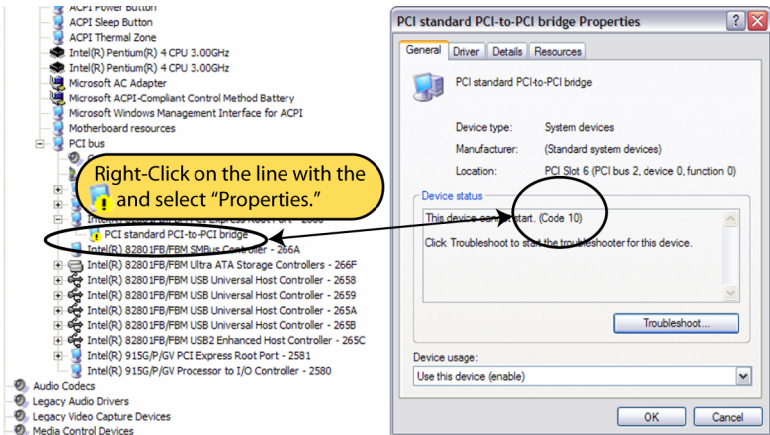 ACPI Power Button
ACPI Sleep Button
ACPI Thermal Zone
Intel(R) Pentium(R) 4 CPU 3.00GHz
Intel(R) Pentium(R) 4 CPU 3.00GHz
Microsoft AC Adapter
Microsoft ACPI-Compliant Control Method Battery
Microsoft Windows Management Interface for ACPI
Motherboard resources
PCI bus
Right-Click on the line with the
and select “Properties.”
PCI standard PCI-to-PCI bridge
Intel(R) 82801FB/FBM SMBus Controller - 266A
Intel(R) 82801FB/FBM Ultra ATA Storage Controllers - 266F
Intel(R) 82801FB/FBM USB Universal Host Controller - 2658
Intel(R) 82801FB/FBM USB Universal Host Controller - 2659
Intel(R) 82801FB/FBM USB Universal Host Controller - 265A
Intel(R) 82801FB/FBM USB Universal Host Controller - 265B
Intel(R) 82801FB/FBM USB2 Enhanced Host Controller - 265C
Intel(R) 915G/P/GV PCI Express Root Port - 2581
Intel(R) 915G/P/GV Processor to I/O Controller - 2580
Audio Codecs
Legacy Audio Drivers
Legacy Video Capture Devices
Media Control Devices
PCI standard PCI-to-PCI bridge Properties
General Driver Details Resources
PCI standard PCI-to-PCI bridge
Device type: System devices
Manufacturer: (Standard system devices)
Location: PCI Slot 6 (PCI bus 2, device 0, function 0)
Device status
This device cannot start. (Code 10)
Click Troubleshoot to start the troubleshooter for this device.
Troubleshoot...
Device usage:
Use this device (enable)
OK Cancel